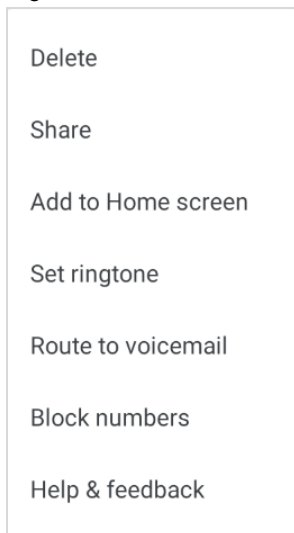 Delete
Share
Add to Home screen
Set ringtone
Route to voicemail
Block numbers
Help & feedback